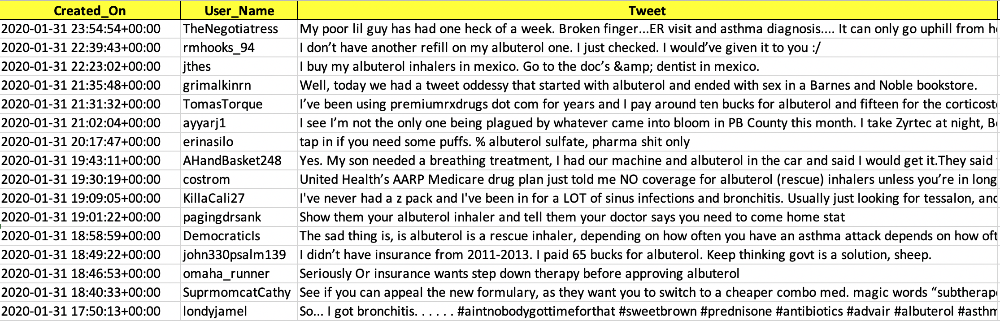 Created_On User_Name Tweet
2020-01-31 23:54:54+00:00 TheNegotiatress My poor lil guy has had one heck of a week. Broken finger...ER visit and asthma diagnosis.... It can only go uphill from
2020-01-31 22:39:43+00:00 rmhooks_94 I don’t have another refill on my albuterol one. I just checked. I would’ve given it to you :/
2020-01-31 22:23:02+00:00 jthes I buy my albuterol inhalers in mexico. Go to the doc’s &amp; dentist in mexico.
2020-01-31 21:35:48+00:00 grimalkinrn Well, today we had a tweet oddessy that started with albuterol and ended with sex in a Barnes and Noble bookstore.
2020-01-31 21:31:32+00:00 TomasTorque I’ve been using premiumrxdrugs dot com for years and I pay around ten bucks for albuterol and fifteen for the
2020-01-31 21:02:04+00:00 ayyarj1 I see I’m not the only one being plagued by whatever came into bloom in PB County this month. I take Zyrtec at night,
2020-01-31 20:17:47+00:00 erinasilo tap in if you need some puffs. % albuterol sulfate, pharma shit only
2020-01-31 19:43:11+00:00 AHandBasket248 Yes. My son needed a breathing treatment, I had our machine and albuterol in the car and said I would get it.They said
2020-01-31 19:30:19+00:00 costrom United Health’s AARP Medicare drug plan just told me NO coverage for albuterol (rescue) inhalers unless you’re in long
2020-01-31 19:09:05+00:00 KillaCali27 I've never had a z pack and I've been in for a LOT of sinus infections and bronchitis. Usually just looking for tessalon, and
2020-01-31 19:01:22+00:00 pagingdrsank Show them your albuterol inhaler and tell them your doctor says you need to come home stat
2020-01-31 18:58:59+00:00 DemocraticIs The sad thing is, is albuterol is a rescue inhaler, depending on how often you have an asthma attack depends on how
2020-01-31 18:49:22+00:00 john330psalm139 I didn’t have insurance from 2011-2013. I paid 65 bucks for albuterol. Keep thinking govt is a solution, sheep.
2020-01-31 18:46:53+00:00 omaha_runner Seriously Or insurance wants step down therapy before approving albuterol
2020-01-31 18:40:33+00:00 SuprmomcatCathy See if you can appeal the new formulary, as they want you to switch to a cheaper combo med. magic words
2020-01-31 17:50:13+00:00 londyjamel So... I got bronchitis. . . . . . #aintnobodygottimeforthat #sweetbrown #prednisone #antibiotics #advair #albuterol